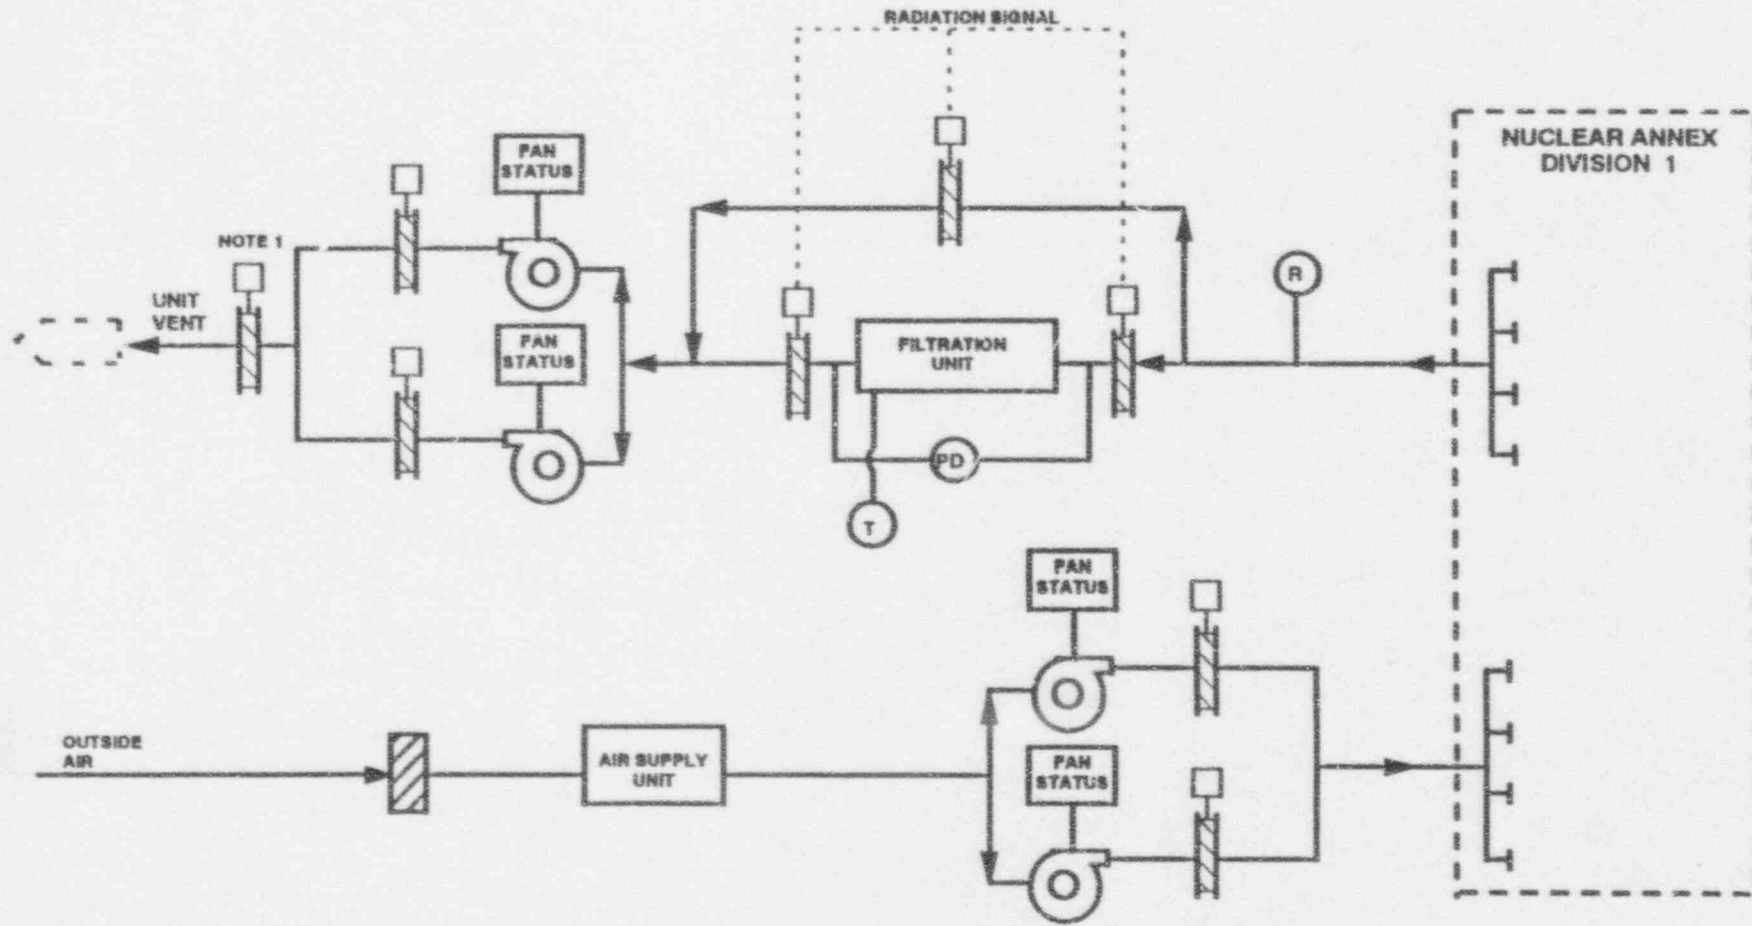 RADIATION SIGNAL
NUCLEAR ANNEX
DIVISION 1
FAN
STATUS
NOTE 1
UNIT
VENT
R
FAN
STATUS
FILTRATION
UNIT
PD
T
FAN
STATUS
OUTSIDE
AIR
AIR SUPPLY
UNIT
FAN
STATUS